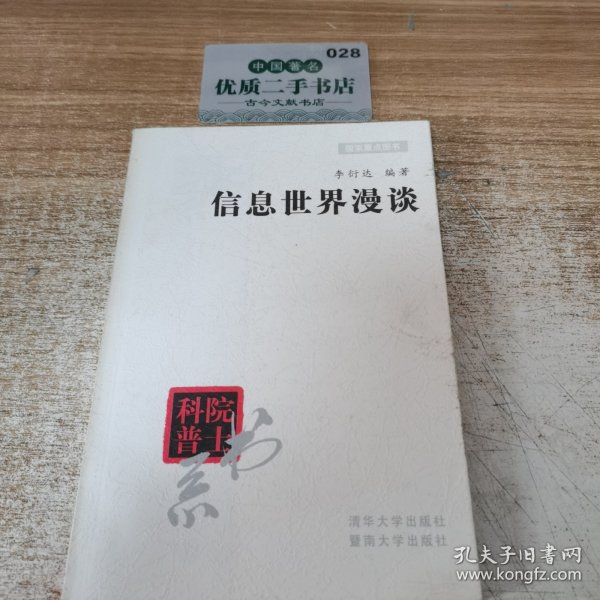 028
中国著名
优质二手书店
古今文献书店
国家重点图书
李衍达 编著
信息世界漫谈
科院
普士
书系
清华大学出版社
暨南大学出版社
孔夫子旧书网
www.kongfz.com